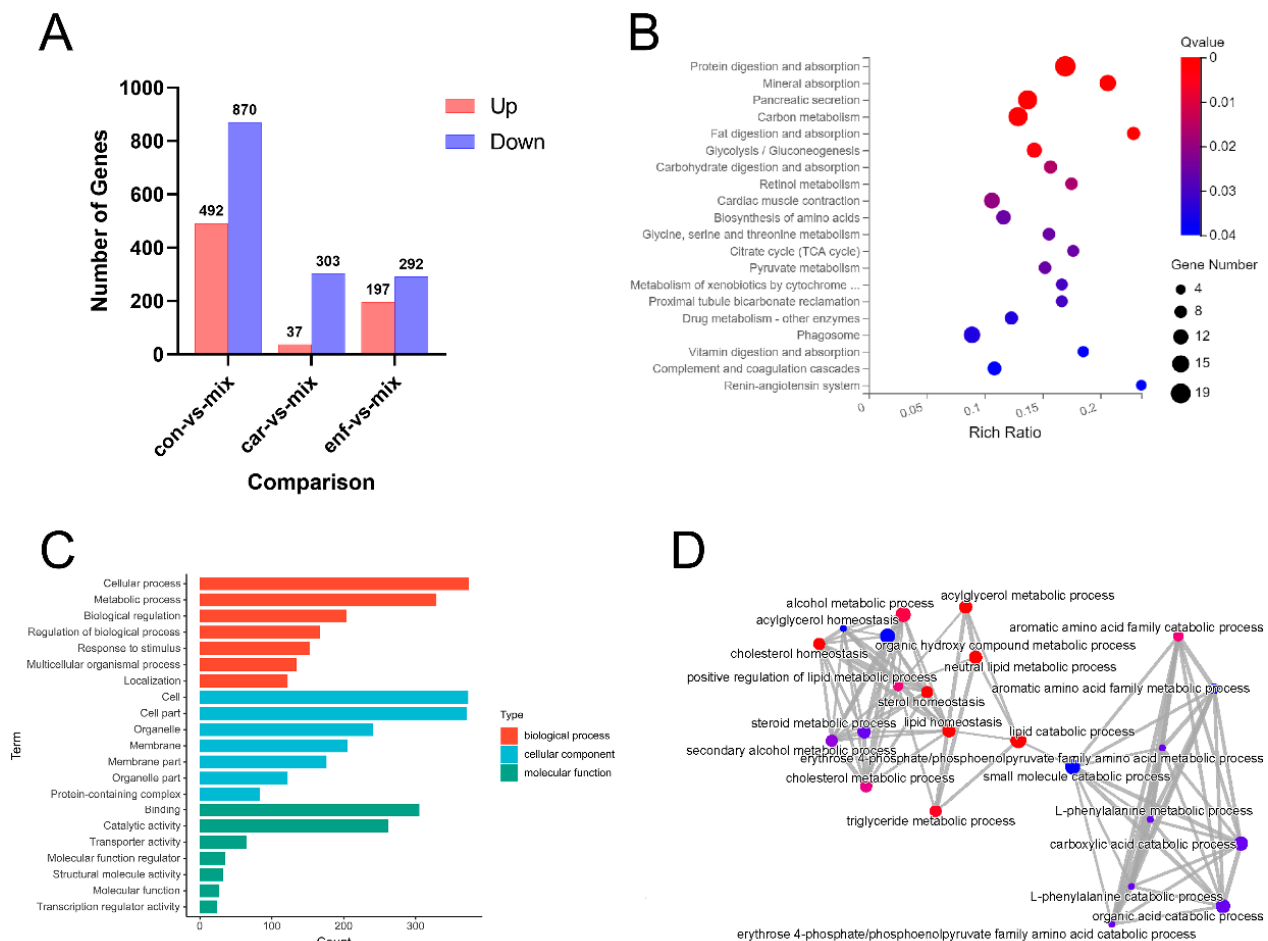 A
1000
800
600
400
200
0
Number of Genes
492
870
37
303
197
292
Up
Down
con-vs-mix
car-vs-mix
enf-vs-mix
Comparison
B
Protein digestion and absorption
Mineral absorption
Pancreatic secretion
Carbon metabolism
Fat digestion and absorption
Glycolysis / Gluconeogenesis
Carbohydrate digestion and absorption
Retinol metabolism
Cardiac muscle contraction
Biosynthesis of amino acids
Glycine, serine and threonine metabolism
Citrate cycle (TCA cycle)
Pyruvate metabolism
Metabolism of xenobiotics by cytochrome ...
Proximal tubule bicarbonate reclamation
Drug metabolism - other enzymes
Phagosome
Vitamin digestion and absorption
Complement and coagulation cascades
Renin-angiotensin system
0
0.05
0.1
0.15
0.2
Rich Ratio
Qvalue
0
0.01
0.02
0.03
0.04
Gene Number
4
8
12
15
19
C
Term
Cellular process
Metabolic process
Biological regulation
Regulation of biological process
Response to stimulus
Multicellular organismal process
Localization
Cell
Cell part
Organelle
Membrane
Membrane part
Organelle part
Protein-containing complex
Binding
Catalytic activity
Transporter activity
Molecular function regulator
Structural molecule activity
Molecular function
Transcription regulator activity
0
100
200
300
Count
Type
biological process
cellular component
molecular function
D
acylglycerol metabolic process
alcohol metabolic process
acylglycerol homeostasis
aromatic amino acid family catabolic process
organic hydroxy compound metabolic process
cholesterol homeostasis
neutral lipid metabolic process
positive regulation of lipid metabolic process
aromatic amino acid family metabolic process
sterol homeostasis
steroid metabolic process
lipid homeostasis
lipid catabolic process
secondary alcohol metabolic process
erythrose 4-phosphate/phosphoenolpyruvate family amino acid metabolic process
cholesterol metabolic process
small molecule catabolic process
L-phenylalanine metabolic process
triglyceride metabolic process
carboxylic acid catabolic process
L-phenylalanine catabolic process
organic acid catabolic process
erythrose 4-phosphate/phosphoenolpyruvate family amino acid catabolic process